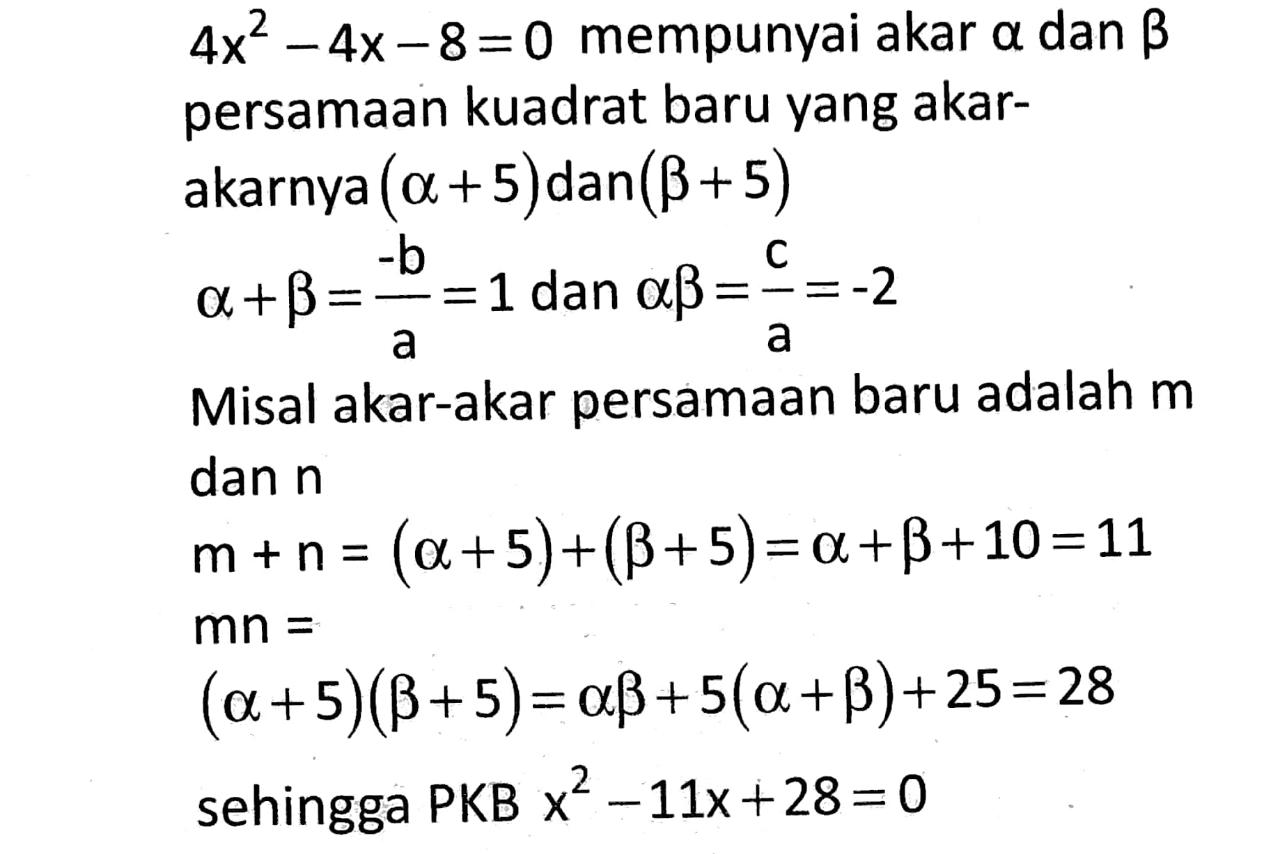 4x² – 4x – 8 = 0 mempunyai akar α dan β
persamaan kuadrat baru yang akar-
akarnya (α + 5) dan (β + 5)
α + β = -b/a = 1 dan αβ = c/a = -2
Misal akar-akar persamaan baru adalah m
dan n
m + n = (α + 5) + (β + 5) = α + β + 10 = 11
mn =
(α + 5)(β + 5) = αβ + 5(α + β) + 25 = 28
sehingga PKB x² – 11x + 28 = 0